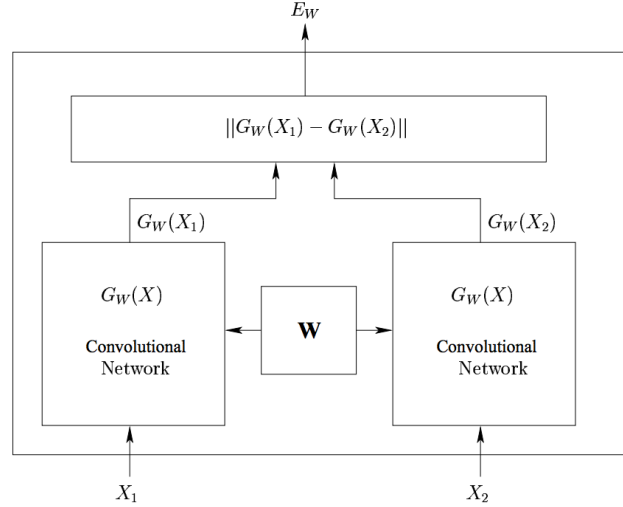 E_W
||G_W(X_1) − G_W(X_2)||
G_W(X_1)
G_W(X_2)
G_W(X)
Convolutional
Network
W
G_W(X)
Convolutional
Network
X_1
X_2